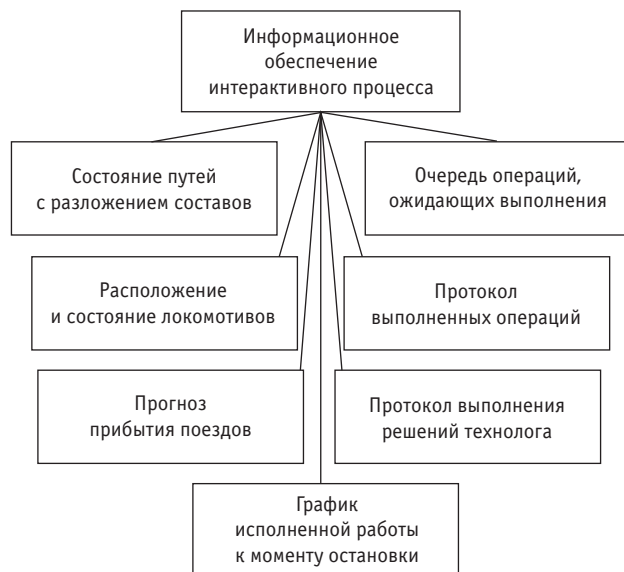 Информационное
обеспечение
интерактивного процесса
Состояние путей
с разложением составов
Очередь операций,
ожидающих выполнения
Расположение
и состояние локомотивов
Протокол
выполненных операций
Прогноз
прибытия поездов
Протокол выполнения
решений технолога
График
исполненной работы
к моменту остановки